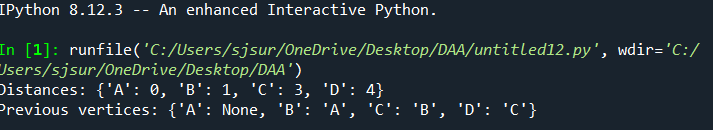 IPython 8.12.3 -- An enhanced Interactive Python.
In [1]: runfile('C:/Users/sjsur/OneDrive/Desktop/DAA/untitled12.py', wdir='C:/
Users/sjsur/OneDrive/Desktop/DAA')
Distances: {'A': 0, 'B': 1, 'C': 3, 'D': 4}
Previous vertices: {'A': None, 'B': 'A', 'C': 'B', 'D': 'C'}